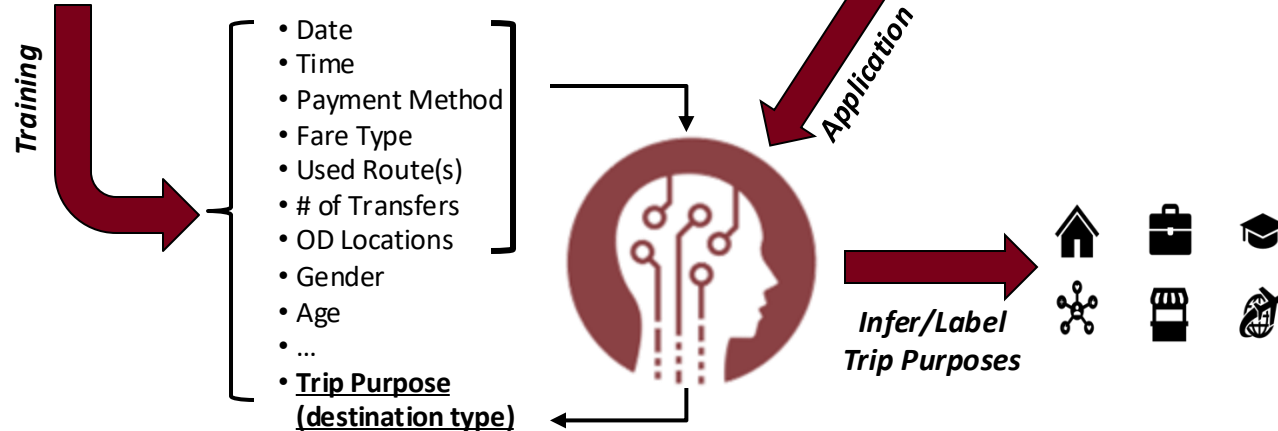 Training
• Date
• Time
• Payment Method
• Fare Type
• Used Route(s)
• # of Transfers
• OD Locations
• Gender
• Age
• ...
• Trip Purpose
(destination type)
Application
Infer/Label
Trip Purposes